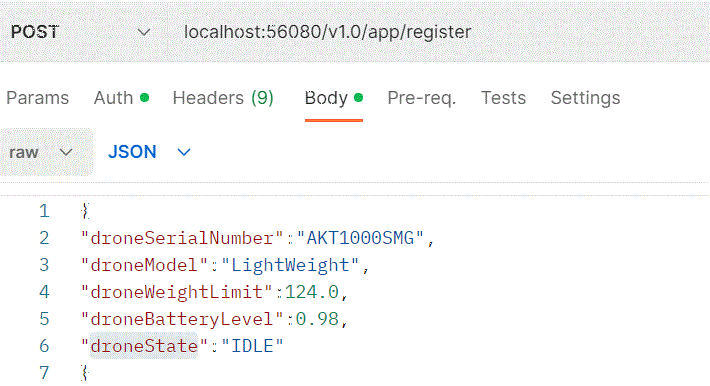 POST localhost:56080/v1.0/app/register
Params Auth Headers (9) Body Pre-req. Tests Settings
raw JSON
1 }
2 "droneSerialNumber":"AKT1000SMG",
3 "droneModel":"LightWeight",
4 "droneWeightLimit":124.0,
5 "droneBatteryLevel":0.98,
6 "droneState":"IDLE"
7 {